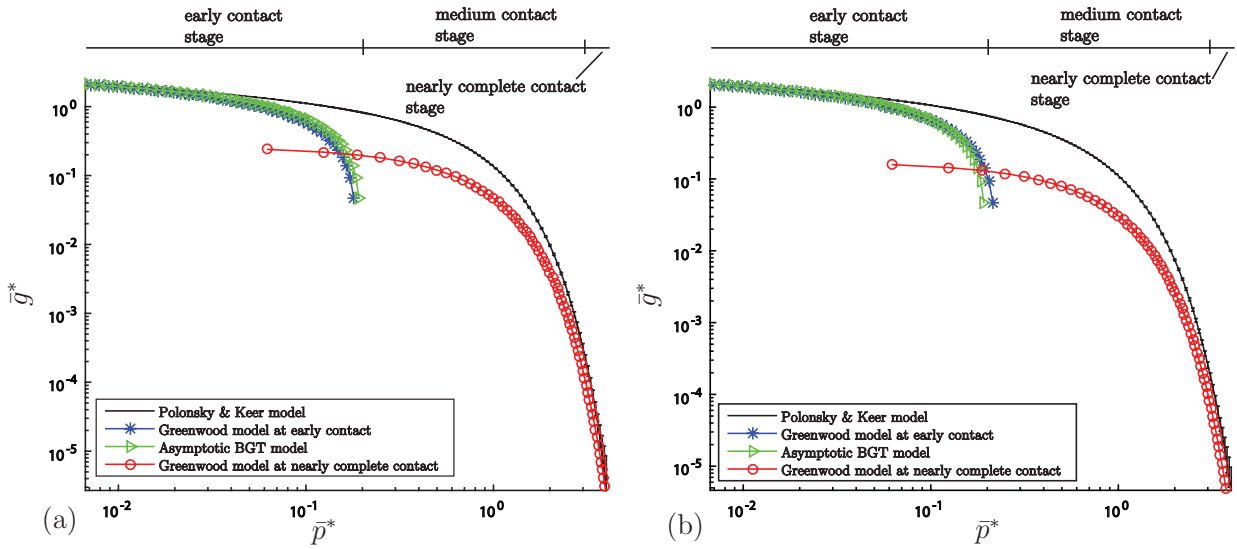 early contact
stage
medium contact
stage
nearly complete contact
stage
10^0
10^-1
10^-2
10^-3
10^-4
10^-5
ḡ*
Polonsky & Keer model
Greenwood model at early contact
Asymptotic BGT model
Greenwood model at nearly complete contact
10^-2
10^-1
10^0
(a)
p̄*
early contact
stage
medium contact
stage
nearly complete contact
stage
10^0
10^-1
10^-2
10^-3
10^-4
10^-5
ḡ*
Polonsky & Keer model
Greenwood model at early contact
Asymptotic BGT model
Greenwood model at nearly complete contact
10^-2
10^-1
10^0
(b)
p̄*